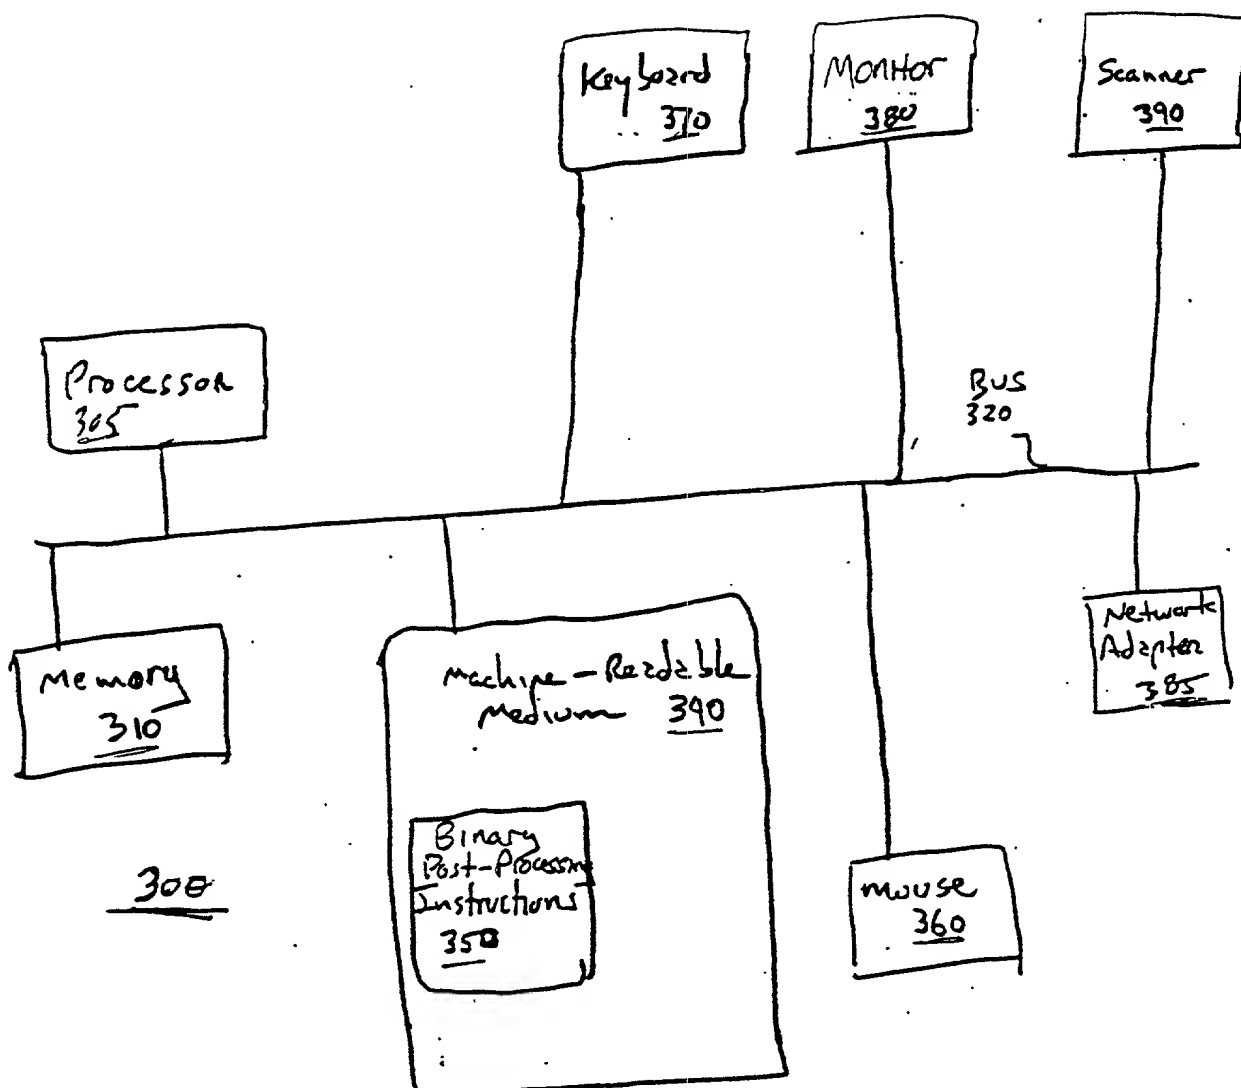 Keyboard
370
Monitor
380
Scanner
390
Processor
305
Bus
320
Memory
310
Machine-Readable
Medium 340
Binary
Post-Processing
Instructions
350
Network
Adapter
385
mouse
360
300